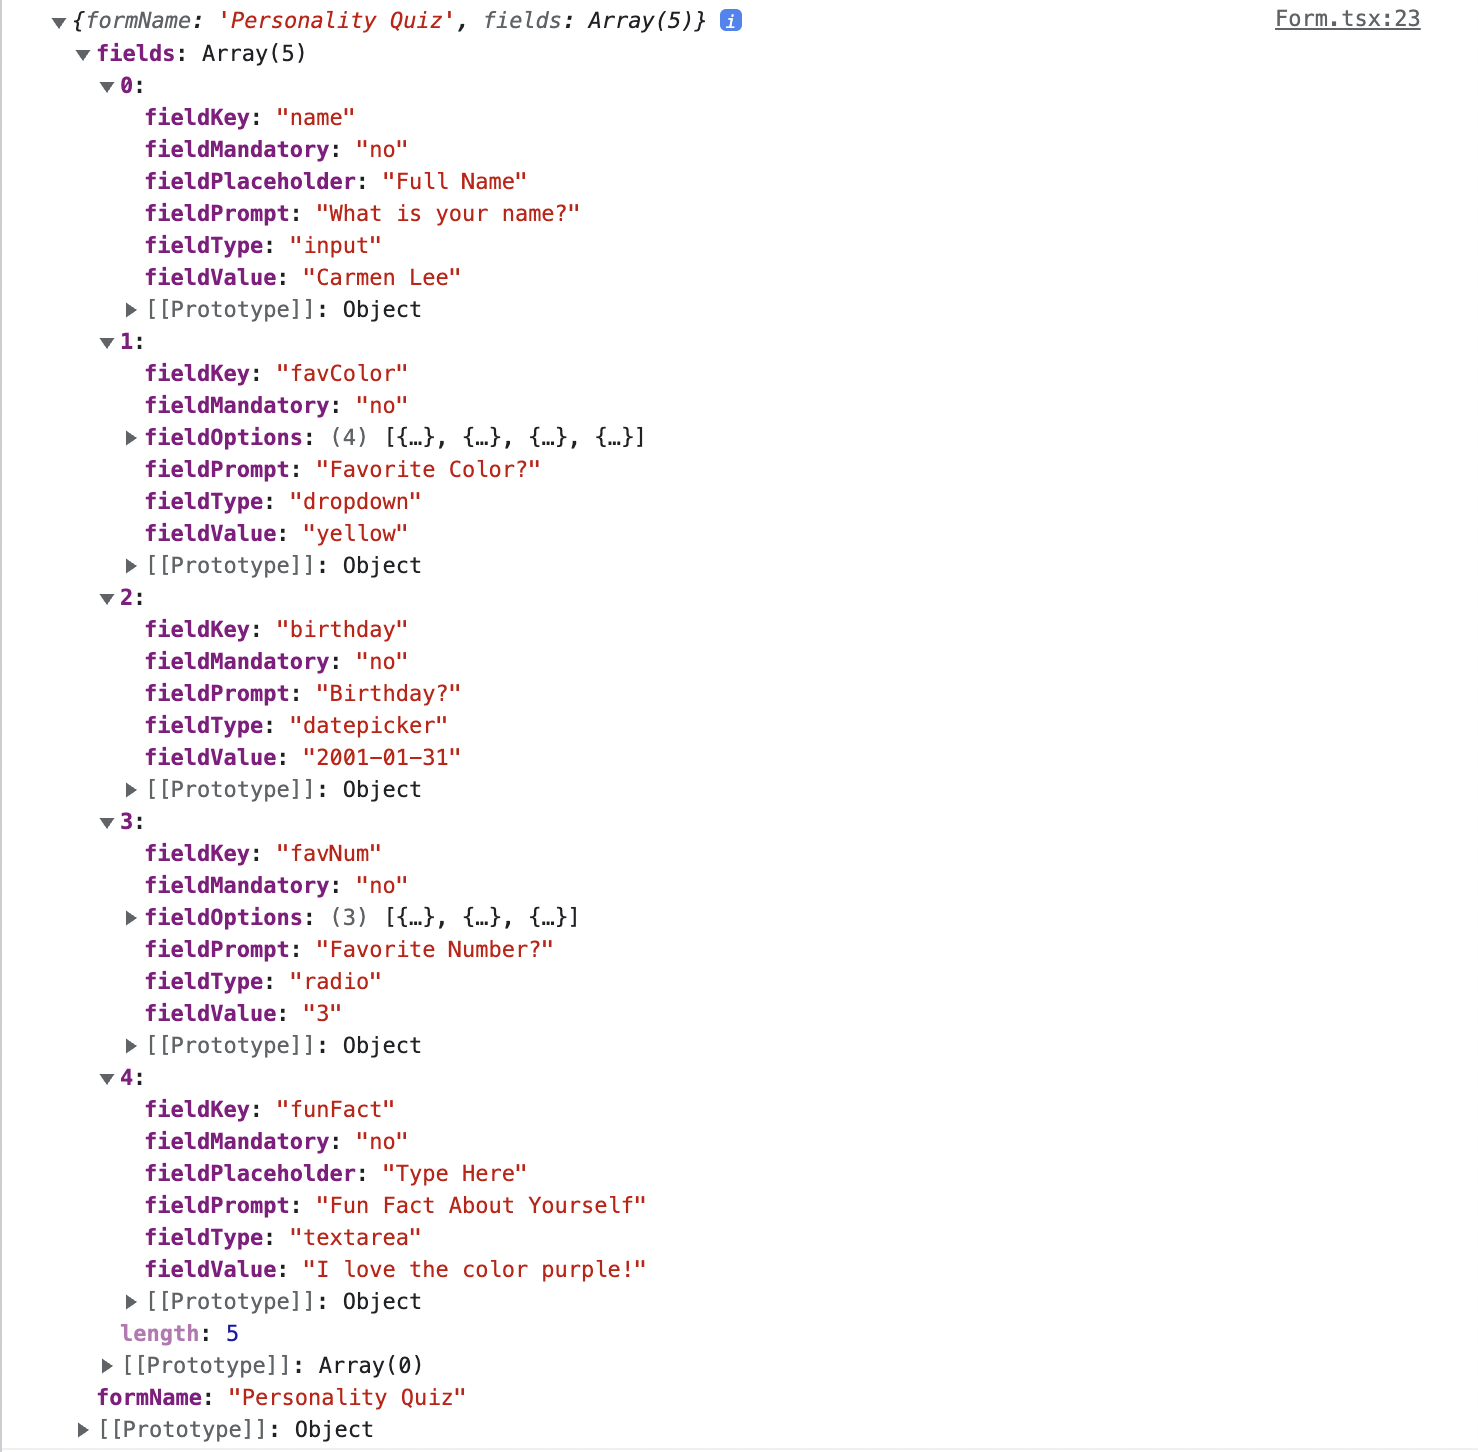 {formName: 'Personality Quiz', fields: Array(5)} i Form.tsx:23
fields: Array(5)
0:
fieldKey: "name"
fieldMandatory: "no"
fieldPlaceholder: "Full Name"
fieldPrompt: "What is your name?"
fieldType: "input"
fieldValue: "Carmen Lee"
[[Prototype]]: Object
1:
fieldKey: "favColor"
fieldMandatory: "no"
fieldOptions: (4) [{…}, {…}, {…}, {…}]
fieldPrompt: "Favorite Color?"
fieldType: "dropdown"
fieldValue: "yellow"
[[Prototype]]: Object
2:
fieldKey: "birthday"
fieldMandatory: "no"
fieldPrompt: "Birthday?"
fieldType: "datepicker"
fieldValue: "2001-01-31"
[[Prototype]]: Object
3:
fieldKey: "favNum"
fieldMandatory: "no"
fieldOptions: (3) [{…}, {…}, {…}]
fieldPrompt: "Favorite Number?"
fieldType: "radio"
fieldValue: "3"
[[Prototype]]: Object
4:
fieldKey: "funFact"
fieldMandatory: "no"
fieldPlaceholder: "Type Here"
fieldPrompt: "Fun Fact About Yourself"
fieldType: "textarea"
fieldValue: "I love the color purple!"
[[Prototype]]: Object
length: 5
[[Prototype]]: Array(0)
formName: "Personality Quiz"
[[Prototype]]: Object